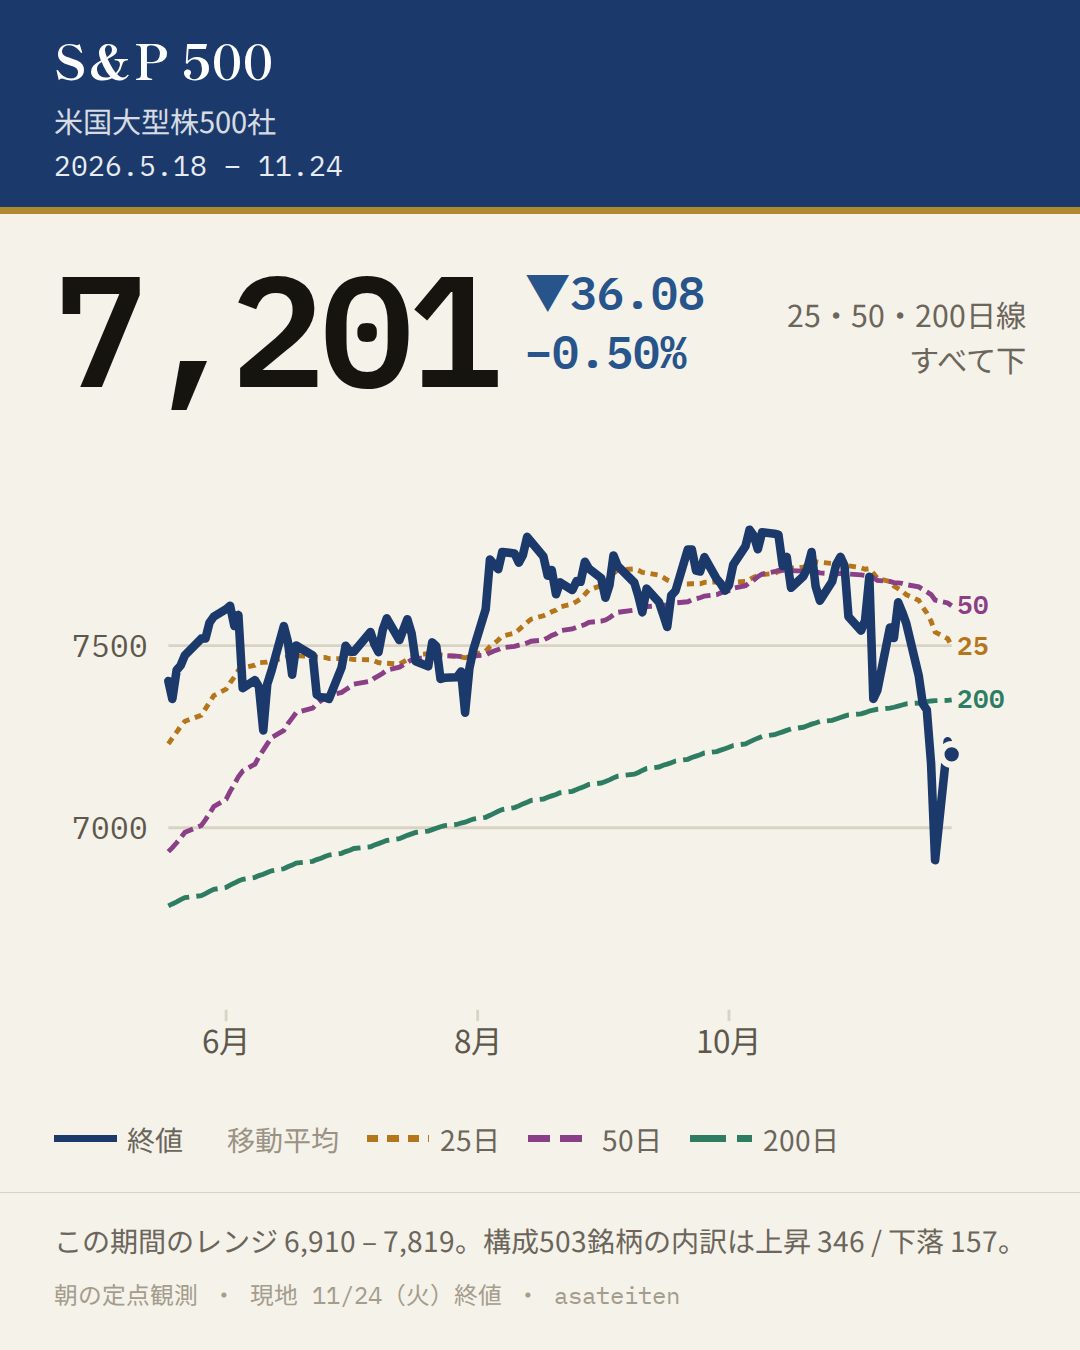 S&P 500
米国大型株500社
2026.5.18 – 11.24
7,201
▼36.08
−0.50%
25・50・200日線
すべて下
50
25
200
7500
7000
6月 8月 10月
終値 移動平均 25日 50日 200日
この期間のレンジ 6,910 – 7,819。構成503銘柄の内訳は上昇 346 / 下落 157。
朝の定点観測 ・ 現地 11/24（火）終値 ・ asateiten